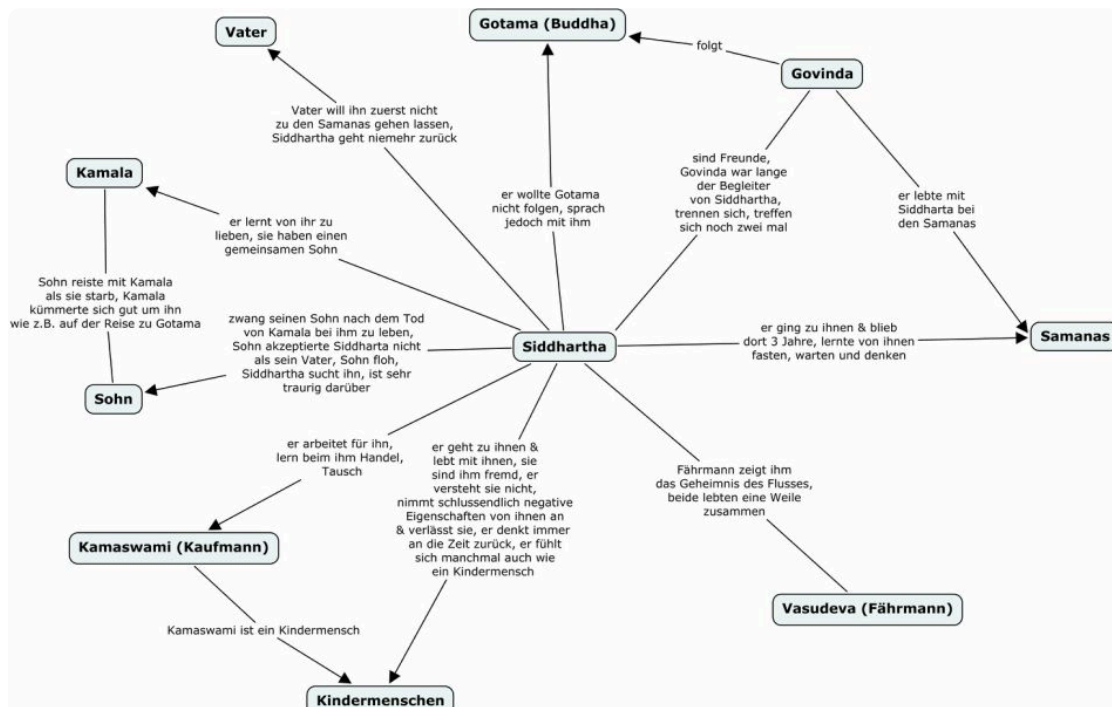 Gotama (Buddha)
Vater
folgt
Govinda
Vater will ihn zuerst nicht
zu den Samanas gehen lassen,
Siddhartha geht niemehr zurück
Kamala
sind Freunde,
Govinda war lange
der Begleiter
von Siddhartha,
trennen sich, treffen
sich noch zwei mal
er wollte Gotama
nicht folgen, sprach
jedoch mit ihm
er lebte mit
Siddharta bei
den Samanas
er lernt von ihr zu
lieben, sie haben einen
gemeinsamen Sohn
Sohn reiste mit Kamala
als sie starb, Kamala
kümmerte sich gut um ihn
wie z.B. auf der Reise zu Gotama
zwang seinen Sohn nach dem Tod
von Kamala bei ihm zu leben,
Sohn akzeptierte Siddharta nicht
als sein Vater, Sohn floh,
Siddhartha sucht ihn, ist sehr
traurig darüber
Siddhartha
er ging zu ihnen & blieb
dort 3 Jahre, lernte von ihnen
fasten, warten und denken
Samanas
Sohn
er arbeitet für ihn,
lern beim ihm Handel,
Tausch
er geht zu ihnen &
lebt mit ihnen, sie
sind ihm fremd, er
versteht sie nicht,
nimmt schlussendlich negative
Eigenschaften von ihnen an
& verlässt sie, er denkt immer
an die Zeit zurück, er fühlt
sich manchmal auch wie
ein Kindermensch
Fährmann zeigt ihm
das Geheimnis des Flusses,
beide lebten eine Weile
zusammen
Kamaswami (Kaufmann)
Vasudeva (Fährmann)
Kamaswami ist ein Kindermensch
Kindermenschen